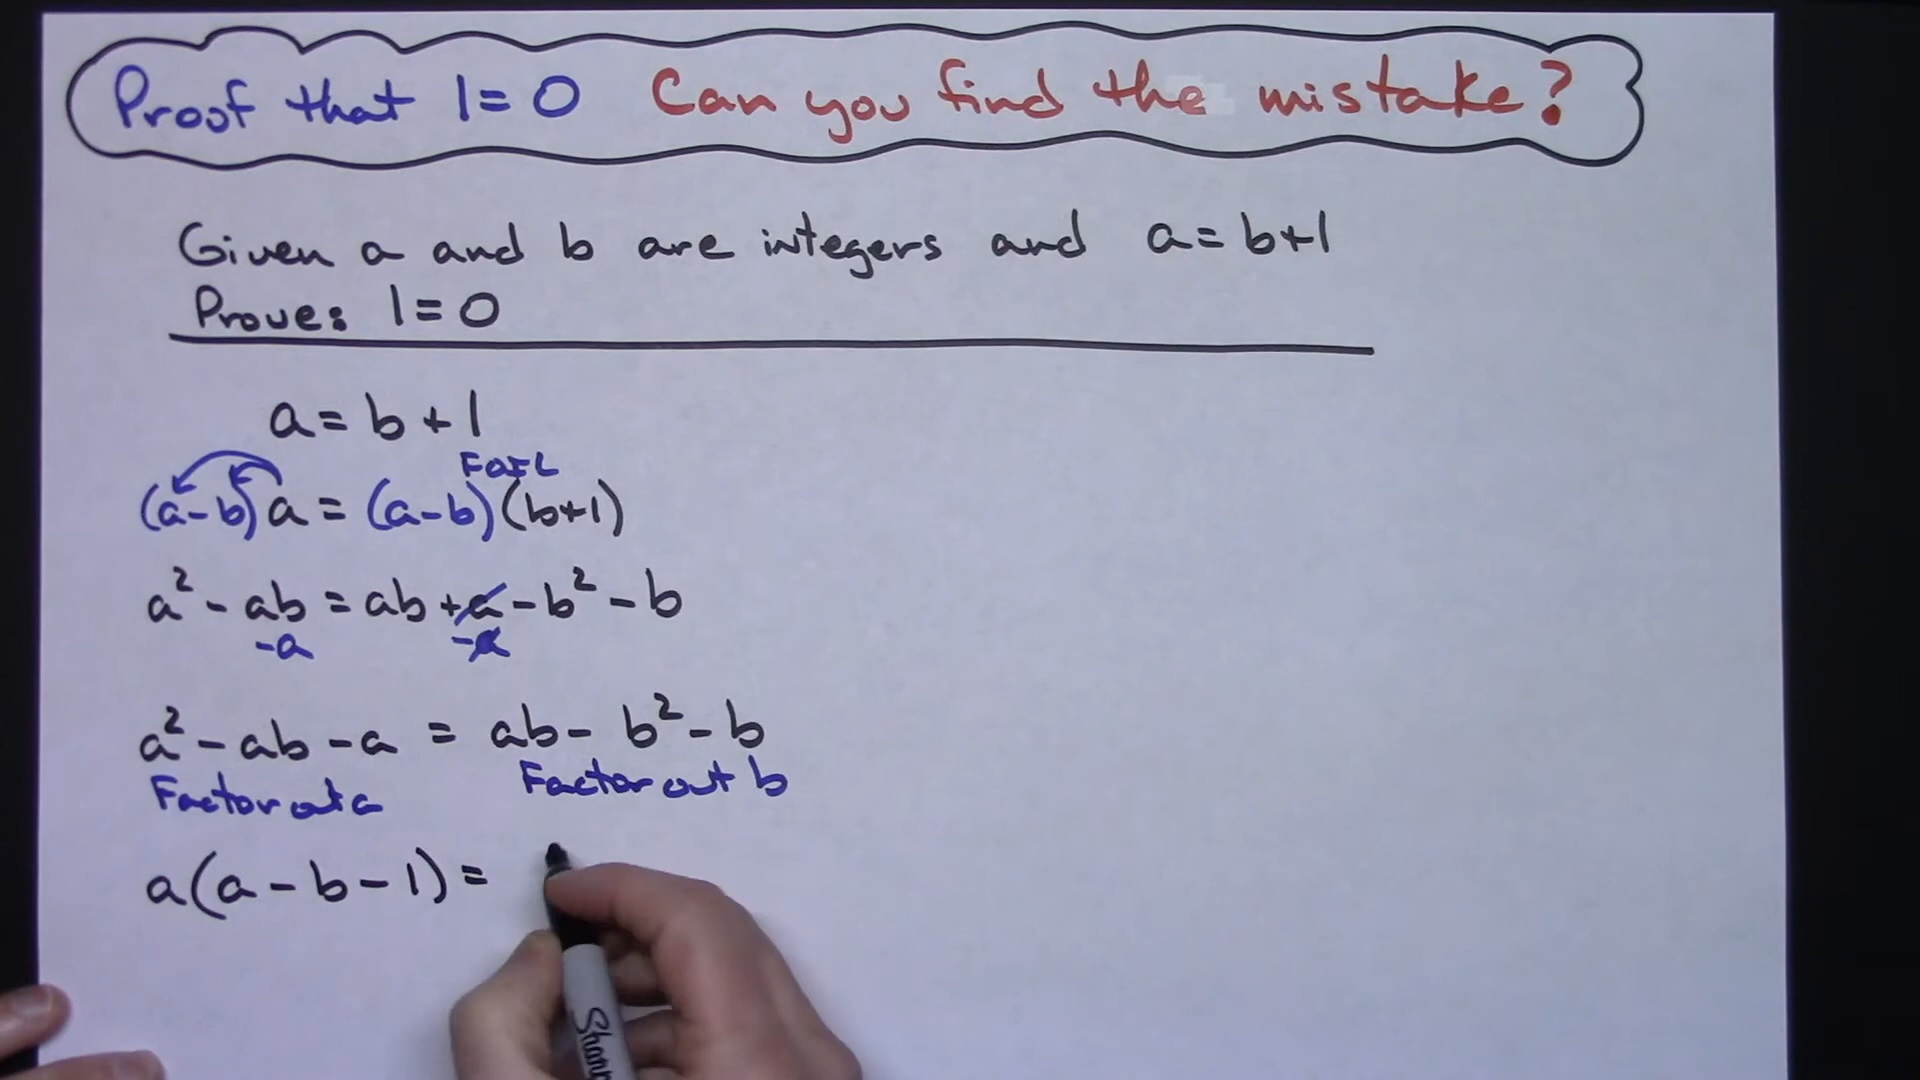 Proof that 1=0 Can you find the mistake?
Given a and b are integers and a=b+1
Prove: 1=0
a=b+1
FOIL
(a-b)a=(a-b)(b+1)
a²-ab=ab+a-b²-b
-a -a
a²-ab-a = ab-b²-b
Factor out a Factor out b
a(a-b-1)=